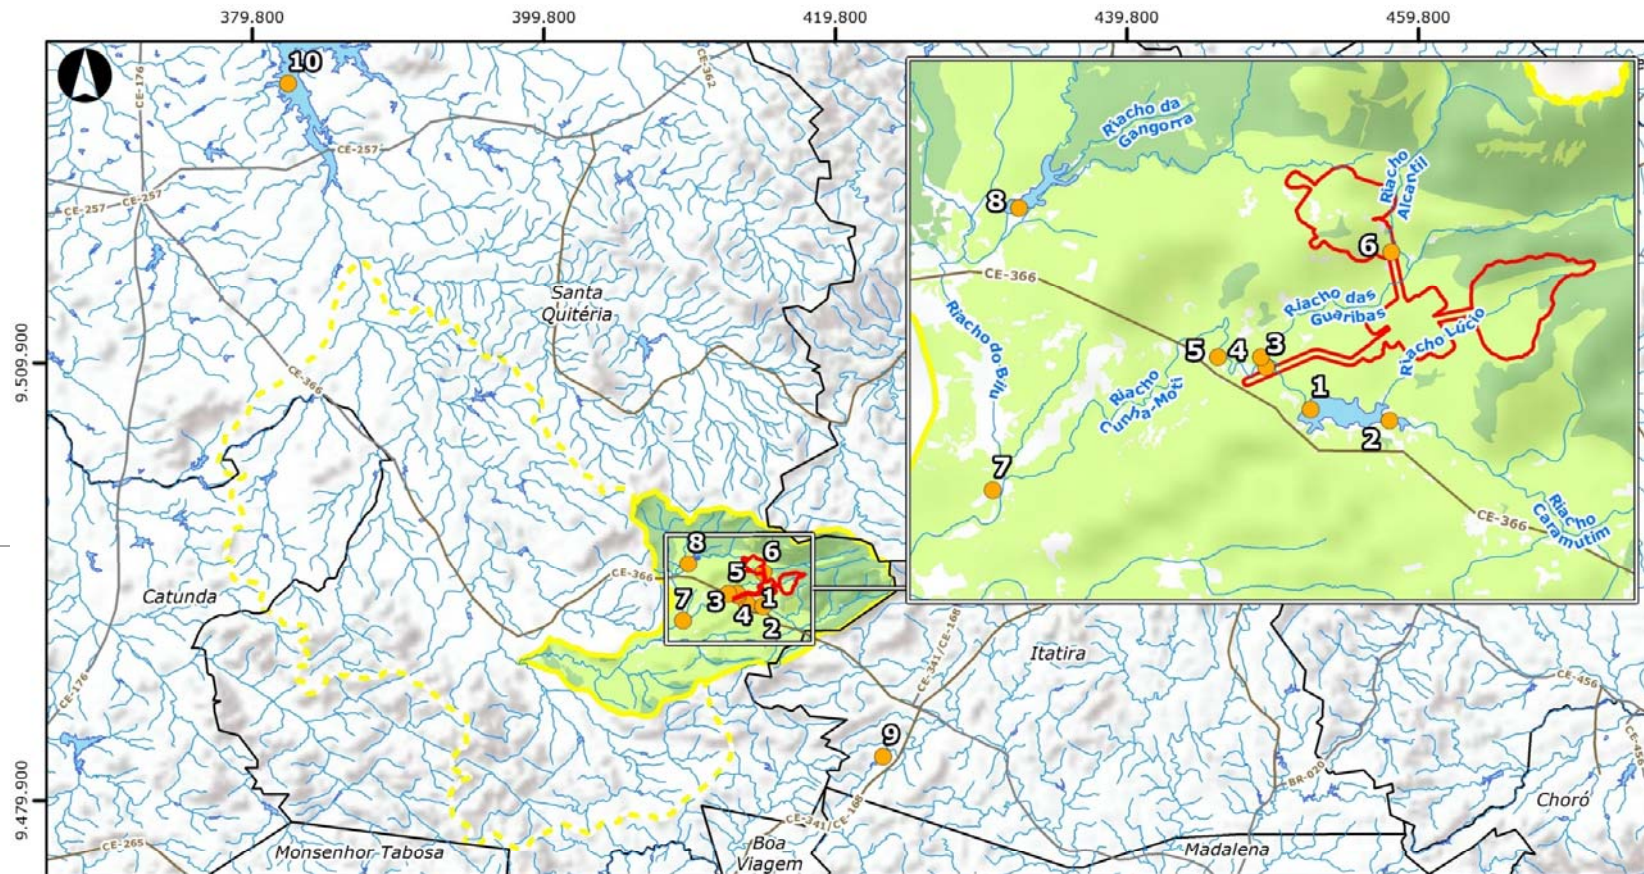 379.800
399.800
419.800
439.800
459.800
9.509.900
9.479.900
10
CE-176
CE-362
CE-257
CE-257
CE-257
Santa
Quitéria
CE-366
CE-366
Catunda
CE-176
CE-265
Monsenhor Tabosa
8
6
5
7
3
1
4
2
9
CE-341/CE-168
CE-341/CE-168
Boa
Viagem
Itatira
Madalena
BR-020
CE-456
CE-456
Choró
Riacho da
Gangorra
Riacho
Alcantil
8
6
CE-366
Riacho das
Guaribas
Riacho Lúcio
5
4
3
1
2
Riacho do
Riacho
Cunha-Moti
7
CE-366
Riacho
Caramutim